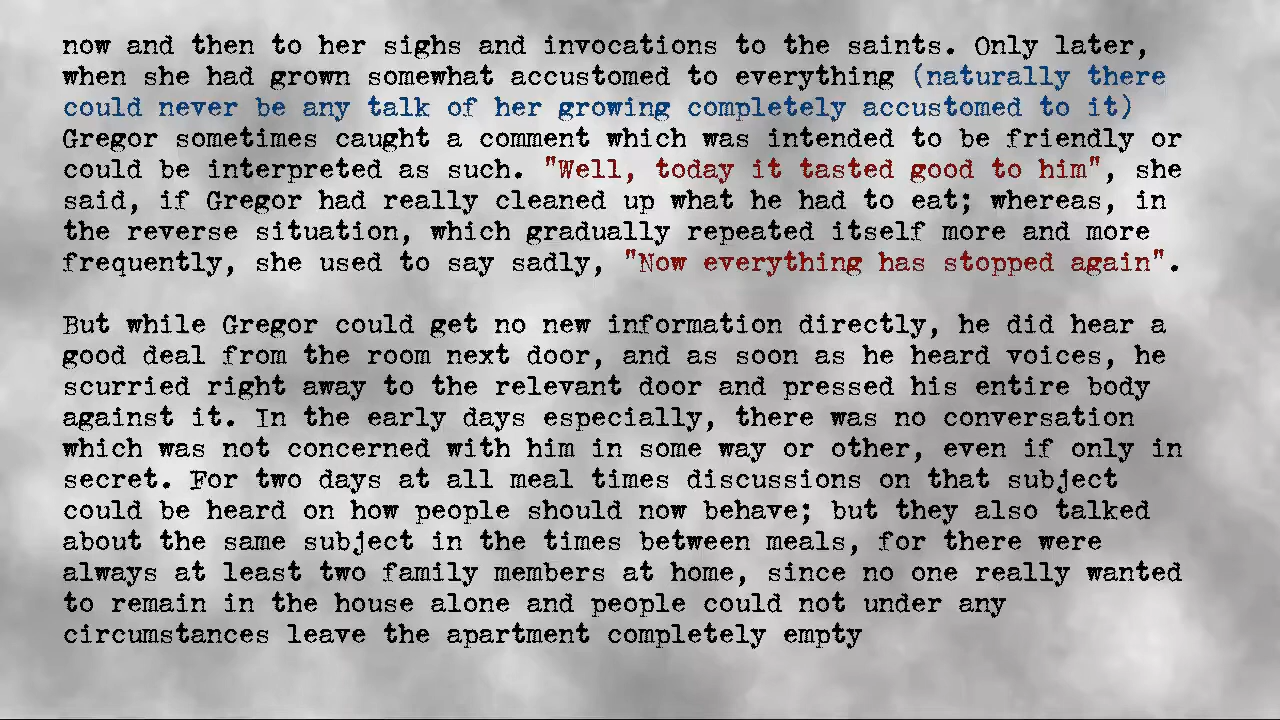 now and then to her sighs and invocations to the saints. Only later,
when she had grown somewhat accustomed to everything (naturally there
could never be any talk of her growing completely accustomed to it)
Gregor sometimes caught a comment which was intended to be friendly or
could be interpreted as such. "Well, today it tasted good to him", she
said, if Gregor had really cleaned up what he had to eat; whereas, in
the reverse situation, which gradually repeated itself more and more
frequently, she used to say sadly, "Now everything has stopped again".

But while Gregor could get no new information directly, he did hear a
good deal from the room next door, and as soon as he heard voices, he
scurried right away to the relevant door and pressed his entire body
against it. In the early days especially, there was no conversation
which was not concerned with him in some way or other, even if only in
secret. For two days at all meal times discussions on that subject
could be heard on how people should now behave; but they also talked
about the same subject in the times between meals, for there were
always at least two family members at home, since no one really wanted
to remain in the house alone and people could not under any
circumstances leave the apartment completely empty